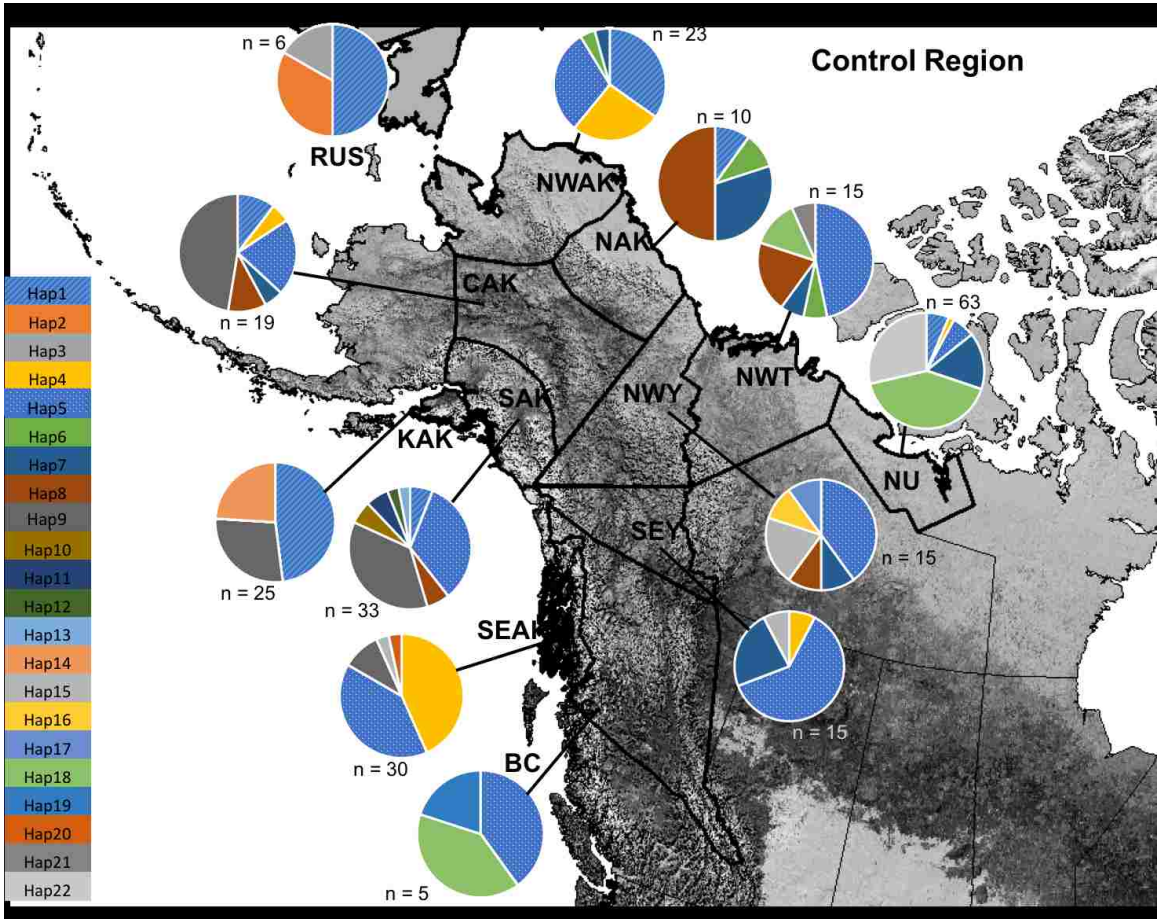 Control Region
n = 6
n = 23
RUS
n = 10
NWAK
n = 15
NAK
CAK
n = 63
n = 19
NWT
NWY
SAK
KAK
NU
SEY
n = 15
n = 25
n = 33
SEAK
n = 15
n = 30
BC
n = 5
Hap1
Hap2
Hap3
Hap4
Hap5
Hap6
Hap7
Hap8
Hap9
Hap10
Hap11
Hap12
Hap13
Hap14
Hap15
Hap16
Hap17
Hap18
Hap19
Hap20
Hap21
Hap22